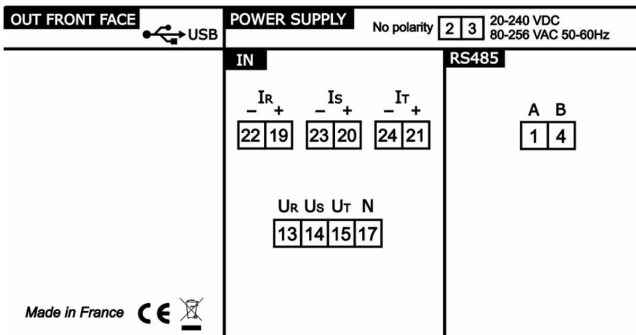 OUT FRONT FACE
USB
POWER SUPPLY
No polarity 2 3 20-240 VDC
80-256 VAC 50-60Hz
IN
IR IS IT
– + – + – +
22 19 23 20 24 21
UR US UT N
13 14 15 17
RS485
A B
1 4
Made in France CE